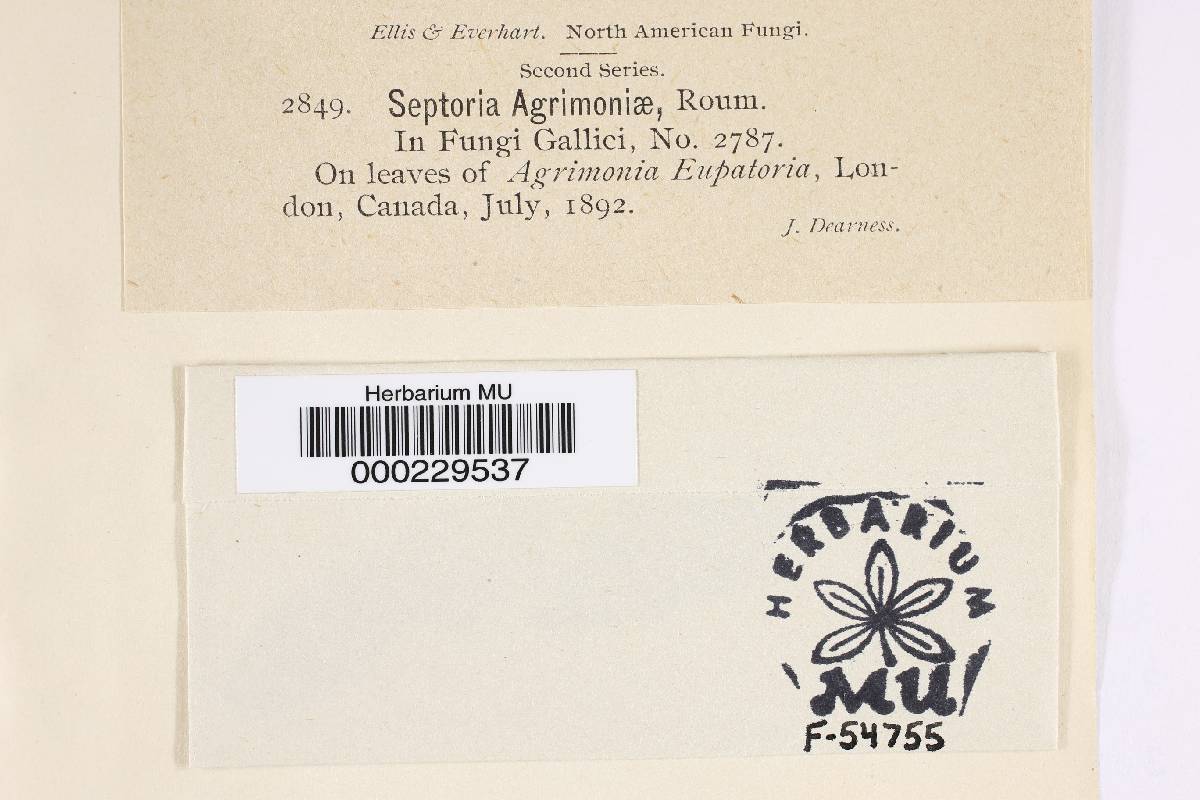 Ellis & Everhart. North American Fungi.
Second Series.
2849. Septoria Agrimoniæ, Roum.
In Fungi Gallici, No. 2787.
On leaves of Agrimonia Eupatoria, Lon-
don, Canada, July, 1892.
J. Dearness.
Herbarium MU
000229537
HERBARIUM
MU
F-54755